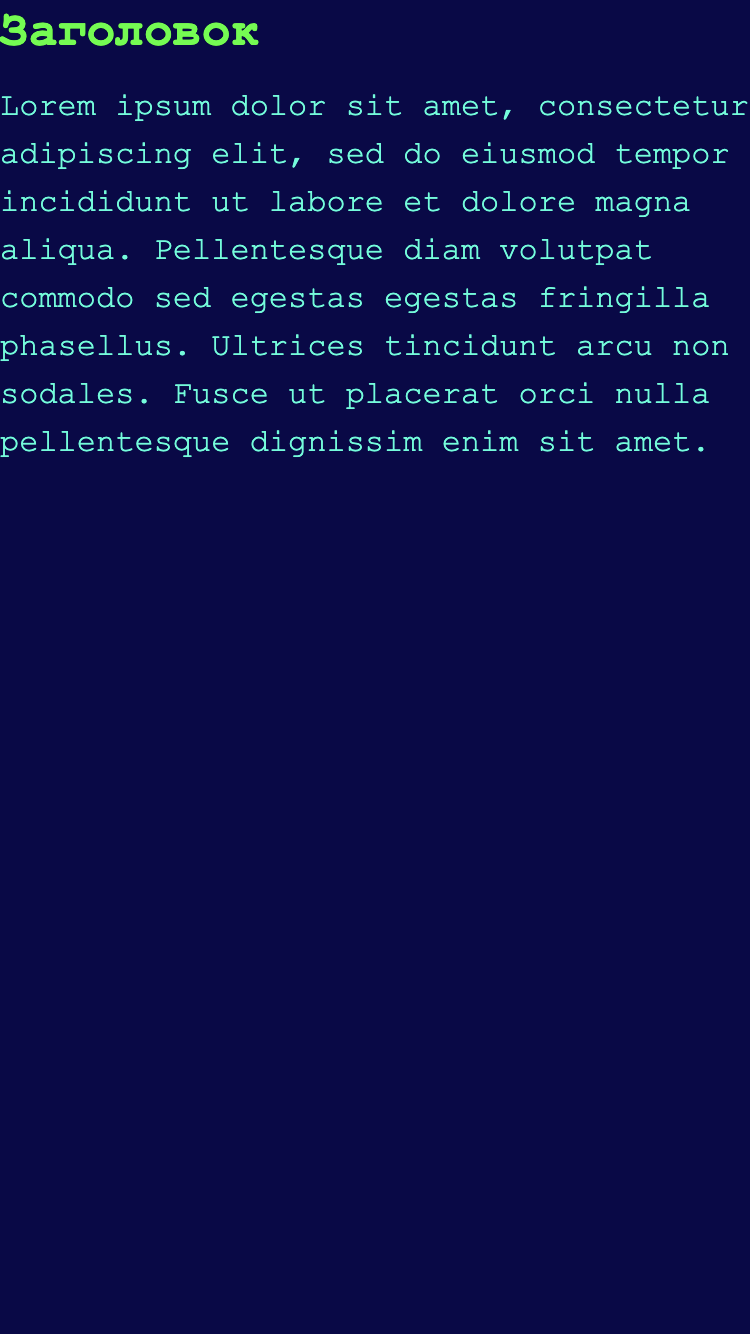 Заголовок
Lorem ipsum dolor sit amet, consectetur
adipiscing elit, sed do eiusmod tempor
incididunt ut labore et dolore magna
aliqua. Pellentesque diam volutpat
commodo sed egestas egestas fringilla
phasellus. Ultrices tincidunt arcu non
sodales. Fusce ut placerat orci nulla
pellentesque dignissim enim sit amet.